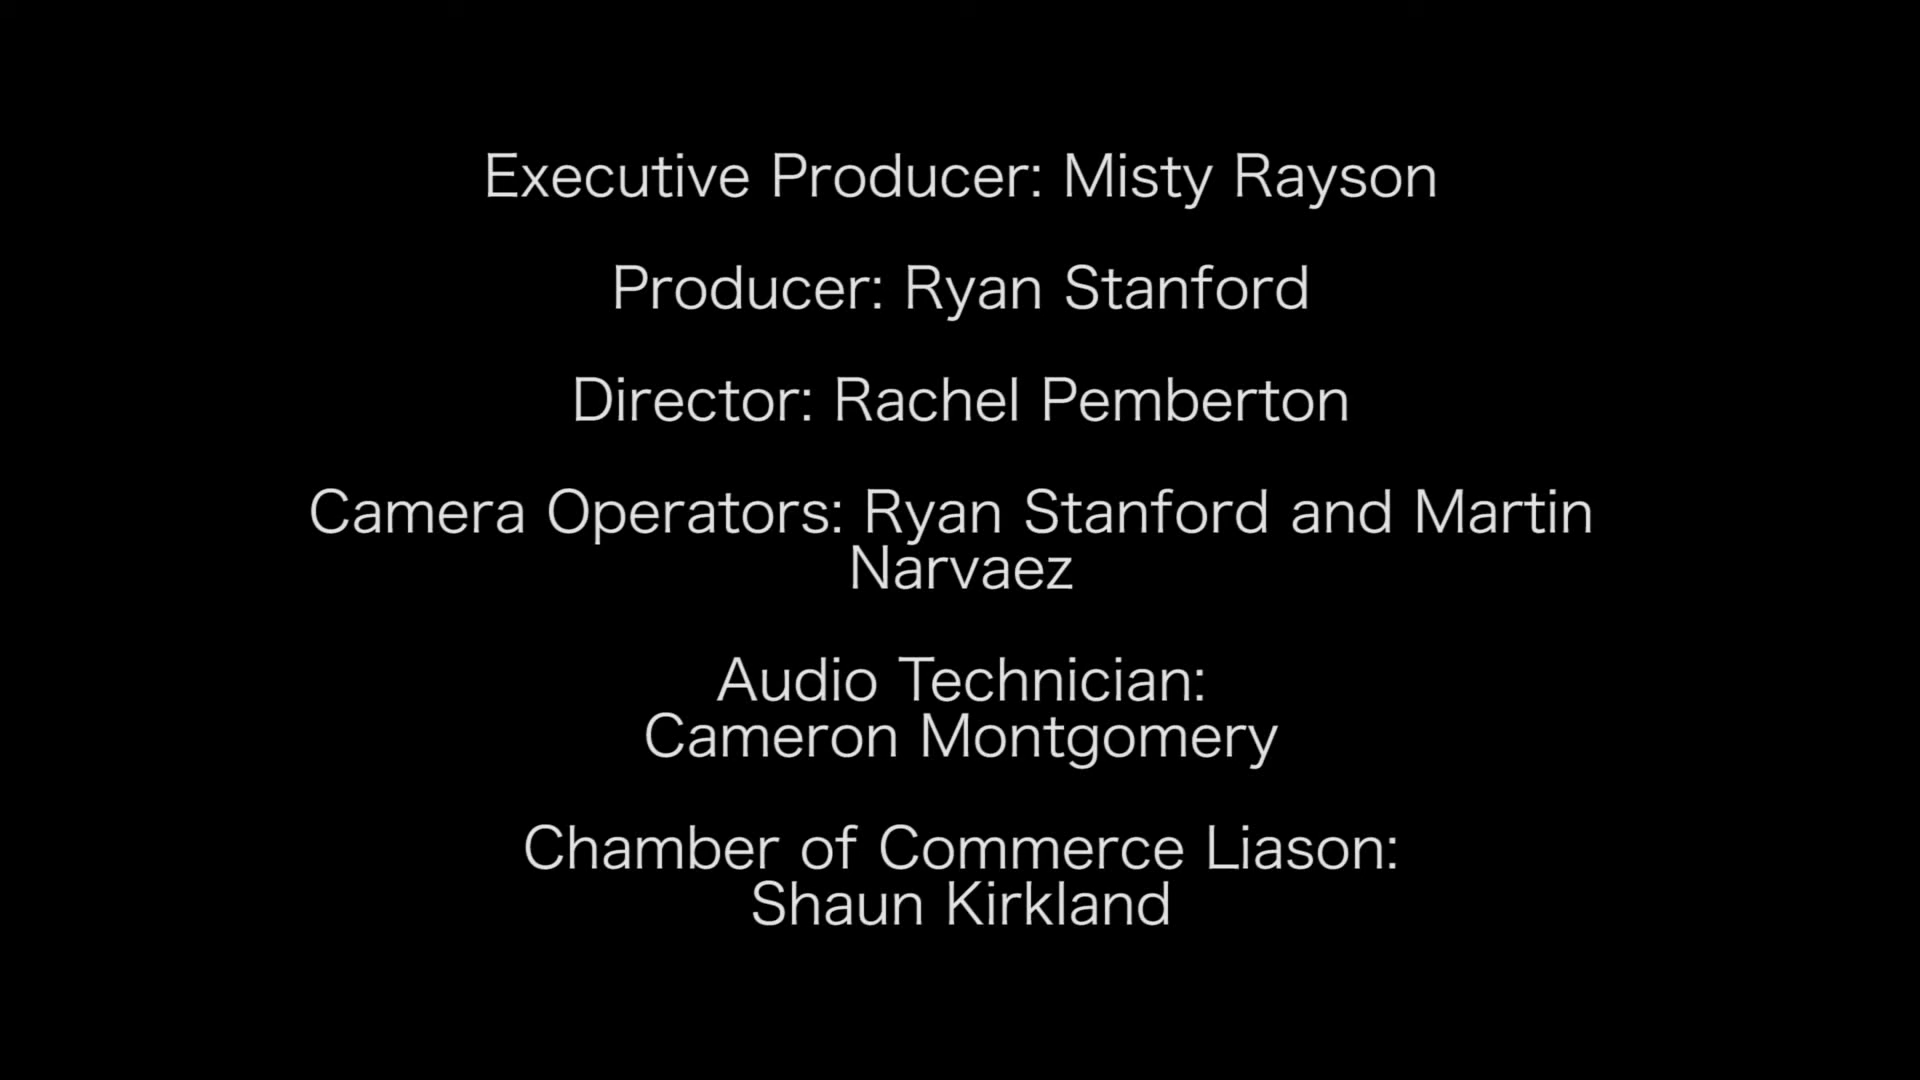 Executive Producer: Misty Rayson
Producer: Ryan Stanford
Director: Rachel Pemberton
Camera Operators: Ryan Stanford and Martin
Narvaez
Audio Technician:
Cameron Montgomery
Chamber of Commerce Liason:
Shaun Kirkland